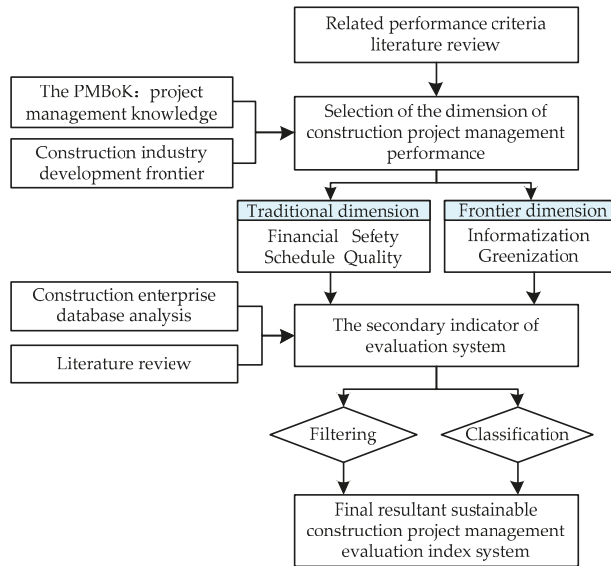 Related performance criteria
literature review
The PMBoK：project
management knowledge
Selection of the dimension of
construction project management
performance
Construction industry
development frontier
Traditional dimension
Financial Sefety
Schedule Quality
Frontier dimension
Informatization
Greenization
Construction enterprise
database analysis
The secondary indicator of
evaluation system
Literature review
Filtering
Classification
Final resultant sustainable
construction project management
evaluation index system